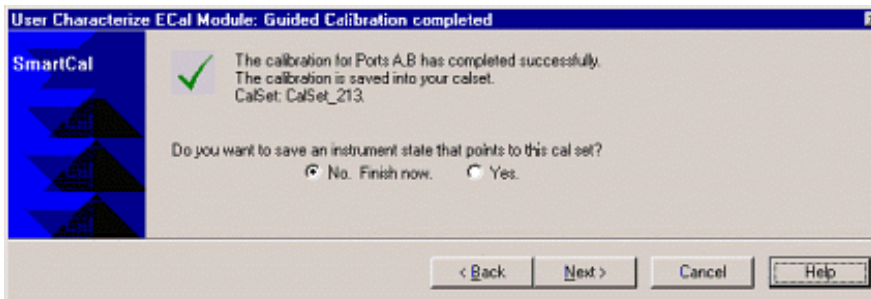 User Characterize ECal Module: Guided Calibration completed
SmartCal
The calibration for Ports A,B has completed successfully.
The calibration is saved into your calset.
CalSet: CalSet_213.
Do you want to save an instrument state that points to this cal set?
No. Finish now. Yes.
< Back Next > Cancel Help